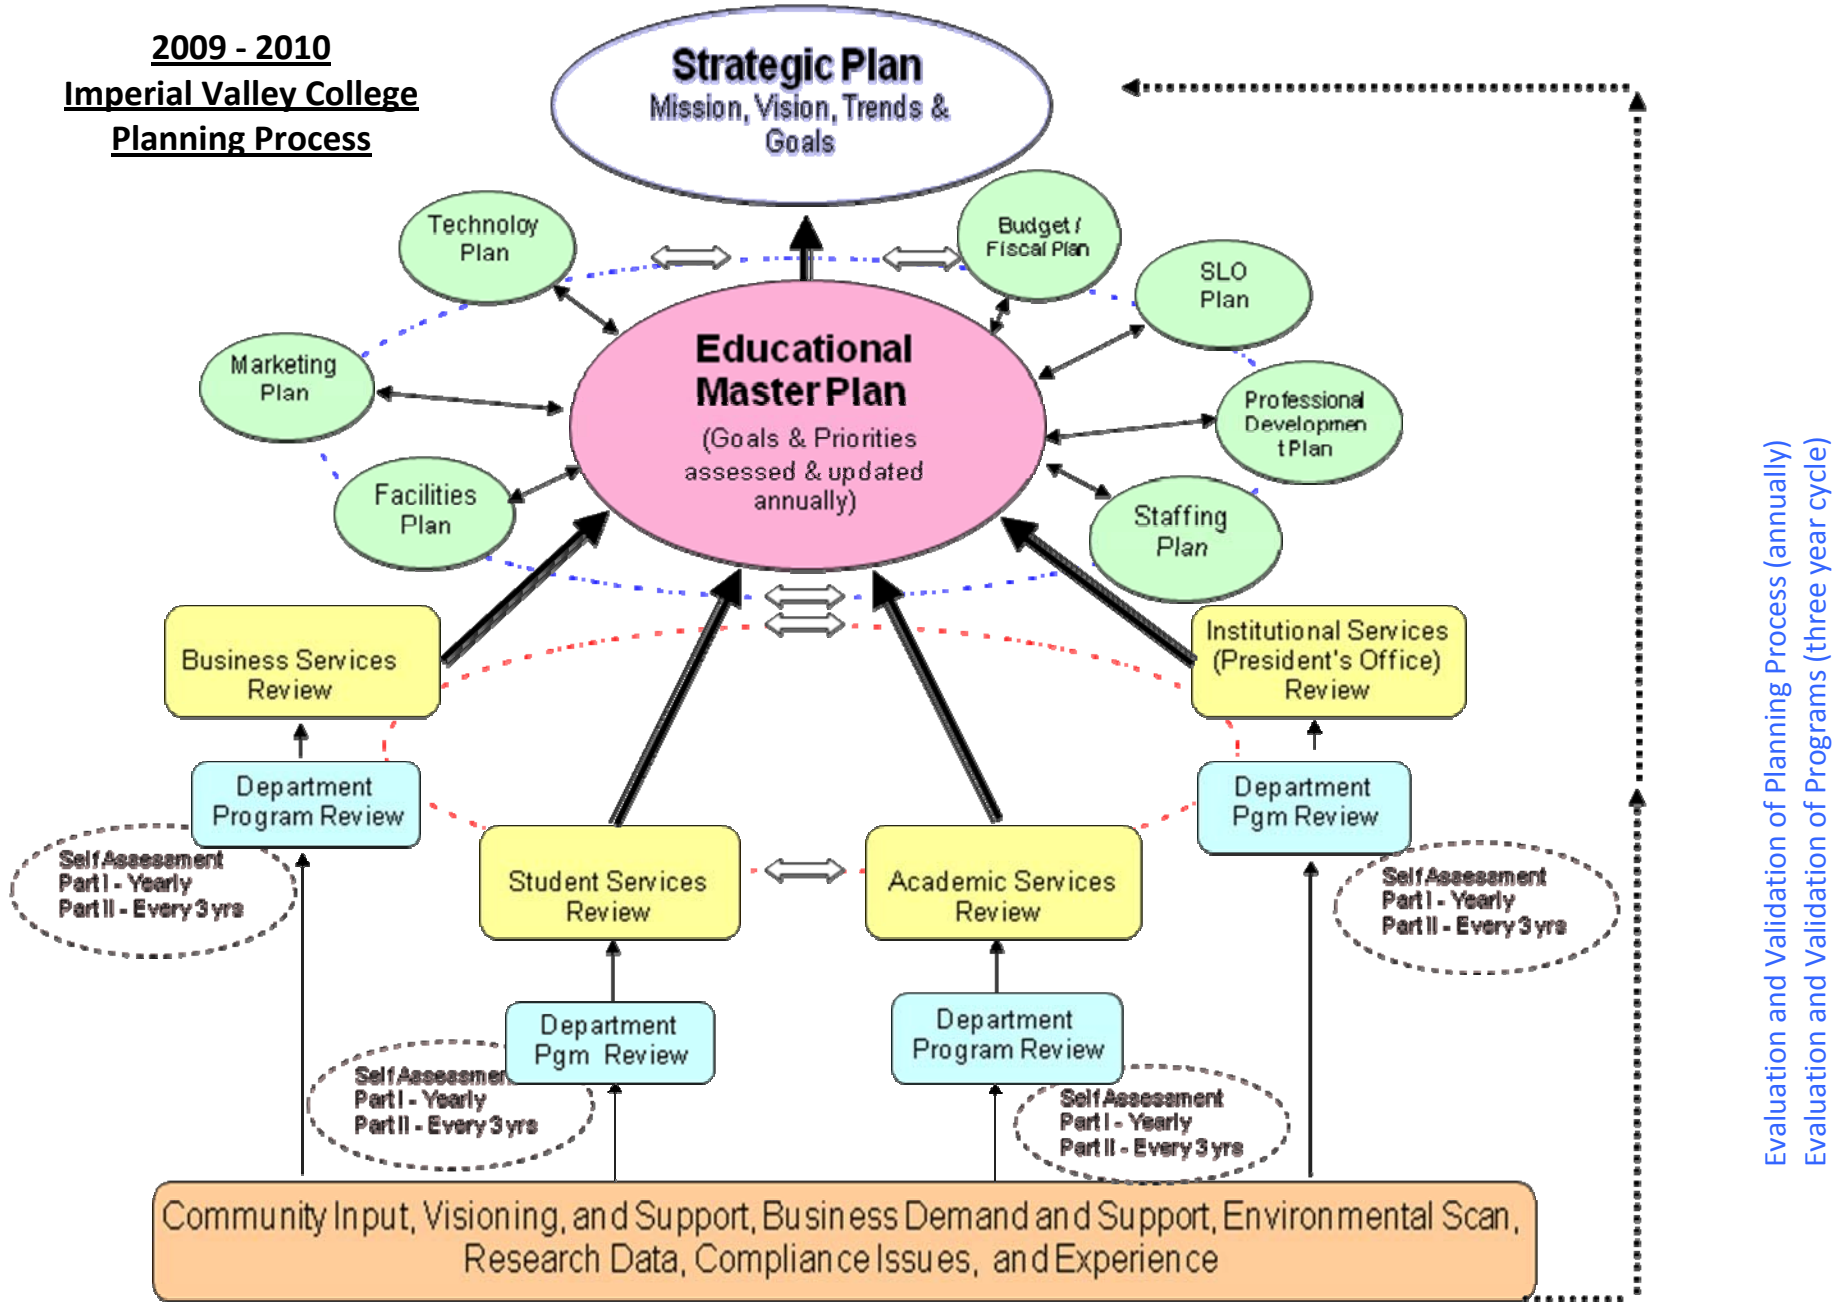 2009 - 2010
Imperial Valley College
Planning Process
Strategic Plan
Mission, Vision, Trends &
Goals
Technoloy
Plan
Budget /
Fiscal Plan
SLO
Plan
Marketing
Plan
Educational
Master Plan
(Goals & Priorities
assessed & updated
annually)
Professional
Developmen
t Plan
Facilities
Plan
Staffing
Plan
Business Services
Review
Institutional Services
(President's Office)
Review
Department
Program Review
Department
Pgm Review
Self Assessment
Part I - Yearly
Part II - Every 3 yrs
Student Services
Review
Academic Services
Review
Self Assessment
Part I - Yearly
Part II - Every 3 yrs
Department
Pgm Review
Department
Program Review
Self Assessmen
Part I - Yearly
Part II - Every 3 yrs
Self Assessment
Part I - Yearly
Part II - Every 3 yrs
Community Input, Visioning, and Support, Business Demand and Support, Environmental Scan,
Research Data, Compliance Issues, and Experience
Evaluation and Validation of Planning Process (annually)
Evaluation and Validation of Programs (three year cycle)